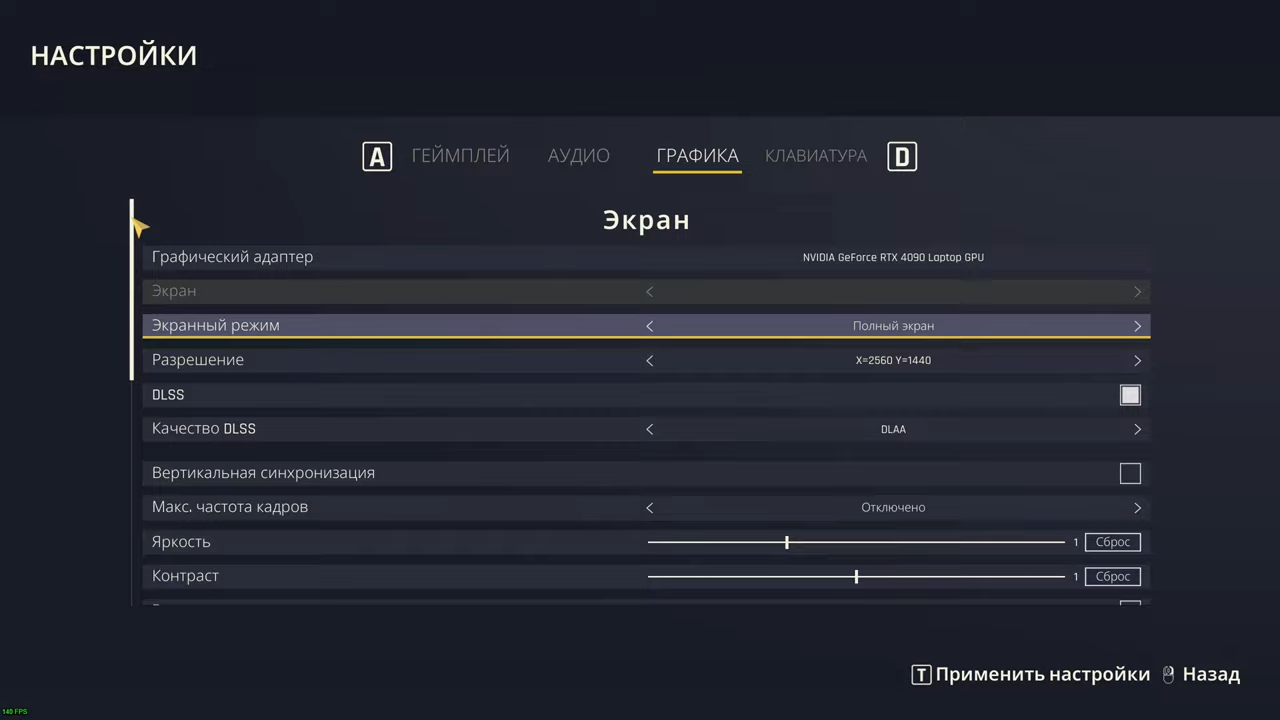 НАСТРОЙКИ
A ГЕЙМПЛЕЙ АУДИО ГРАФИКА КЛАВИАТУРА D
Экран
Графический адаптер NVIDIA GeForce RTX 4090 Laptop GPU
Экран
Экранный режим Полный экран
Разрешение X=2560 Y=1440
DLSS
Качество DLSS DLAA
Вертикальная синхронизация
Макс. частота кадров Отключено
Яркость 1 Сброс
Контраст 1 Сброс
T Применить настройки Назад
140 FPS